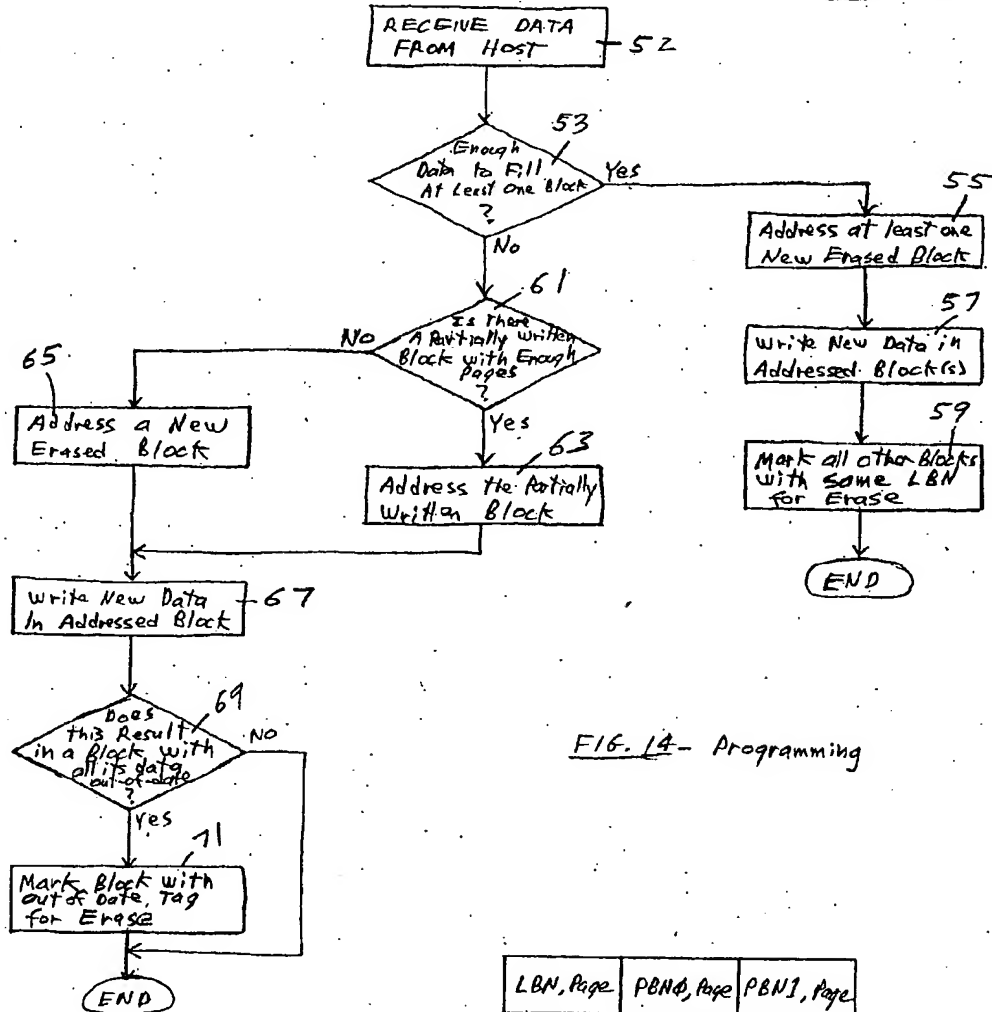 RECEIVE DATA
FROM HOST
52
Enough
Data to Fill
At Least One Block
?
53
Yes
No
Address at least one
New Erased Block
55
Write New Data in
Addressed Block(s)
57
Mark all other Blocks
with same LBN
for Erase
59
END
Is There
A Partially Written
Block with Enough
Pages
?
61
No
Yes
65
Address a New
Erased Block
63
Address the Partially
Written Block
Write New Data
In Addressed Block
67
Does
this Result
in a Block with
all its data
out-of-date
?
69
NO
Yes
71
Mark Block with
out of Date, Tag
for Erase
END
FIG. 14 - Programming
LBN, Page PBN0, Page PBN1, Page